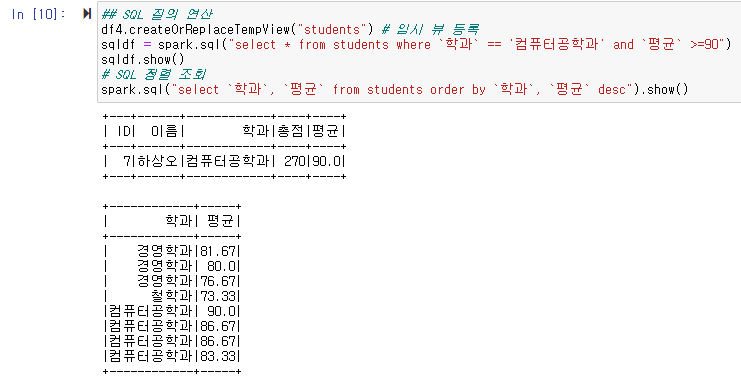 In [10]:
## SQL 질의 연산
df4.createOrReplaceTempView("students") # 임시 뷰 등록
sqldf = spark.sql("select * from students where `학과` == '컴퓨터공학과' and `평균` >=90")
sqldf.show()
# SQL 정렬 조회
spark.sql("select `학과`, `평균` from students order by `학과`, `평균` desc").show()
+---+------+------------+----+----+
| ID| 이름|        학과|총점|평균|
+---+------+------------+----+----+
|  7|하상오|컴퓨터공학과| 270|90.0|
+---+------+------------+----+----+
+------------+-----+
|        학과| 평균|
+------------+-----+
|    경영학과|81.67|
|    경영학과| 80.0|
|    경영학과|76.67|
|      철학과|73.33|
|컴퓨터공학과| 90.0|
|컴퓨터공학과|86.67|
|컴퓨터공학과|86.67|
|컴퓨터공학과|83.33|
+------------+-----+